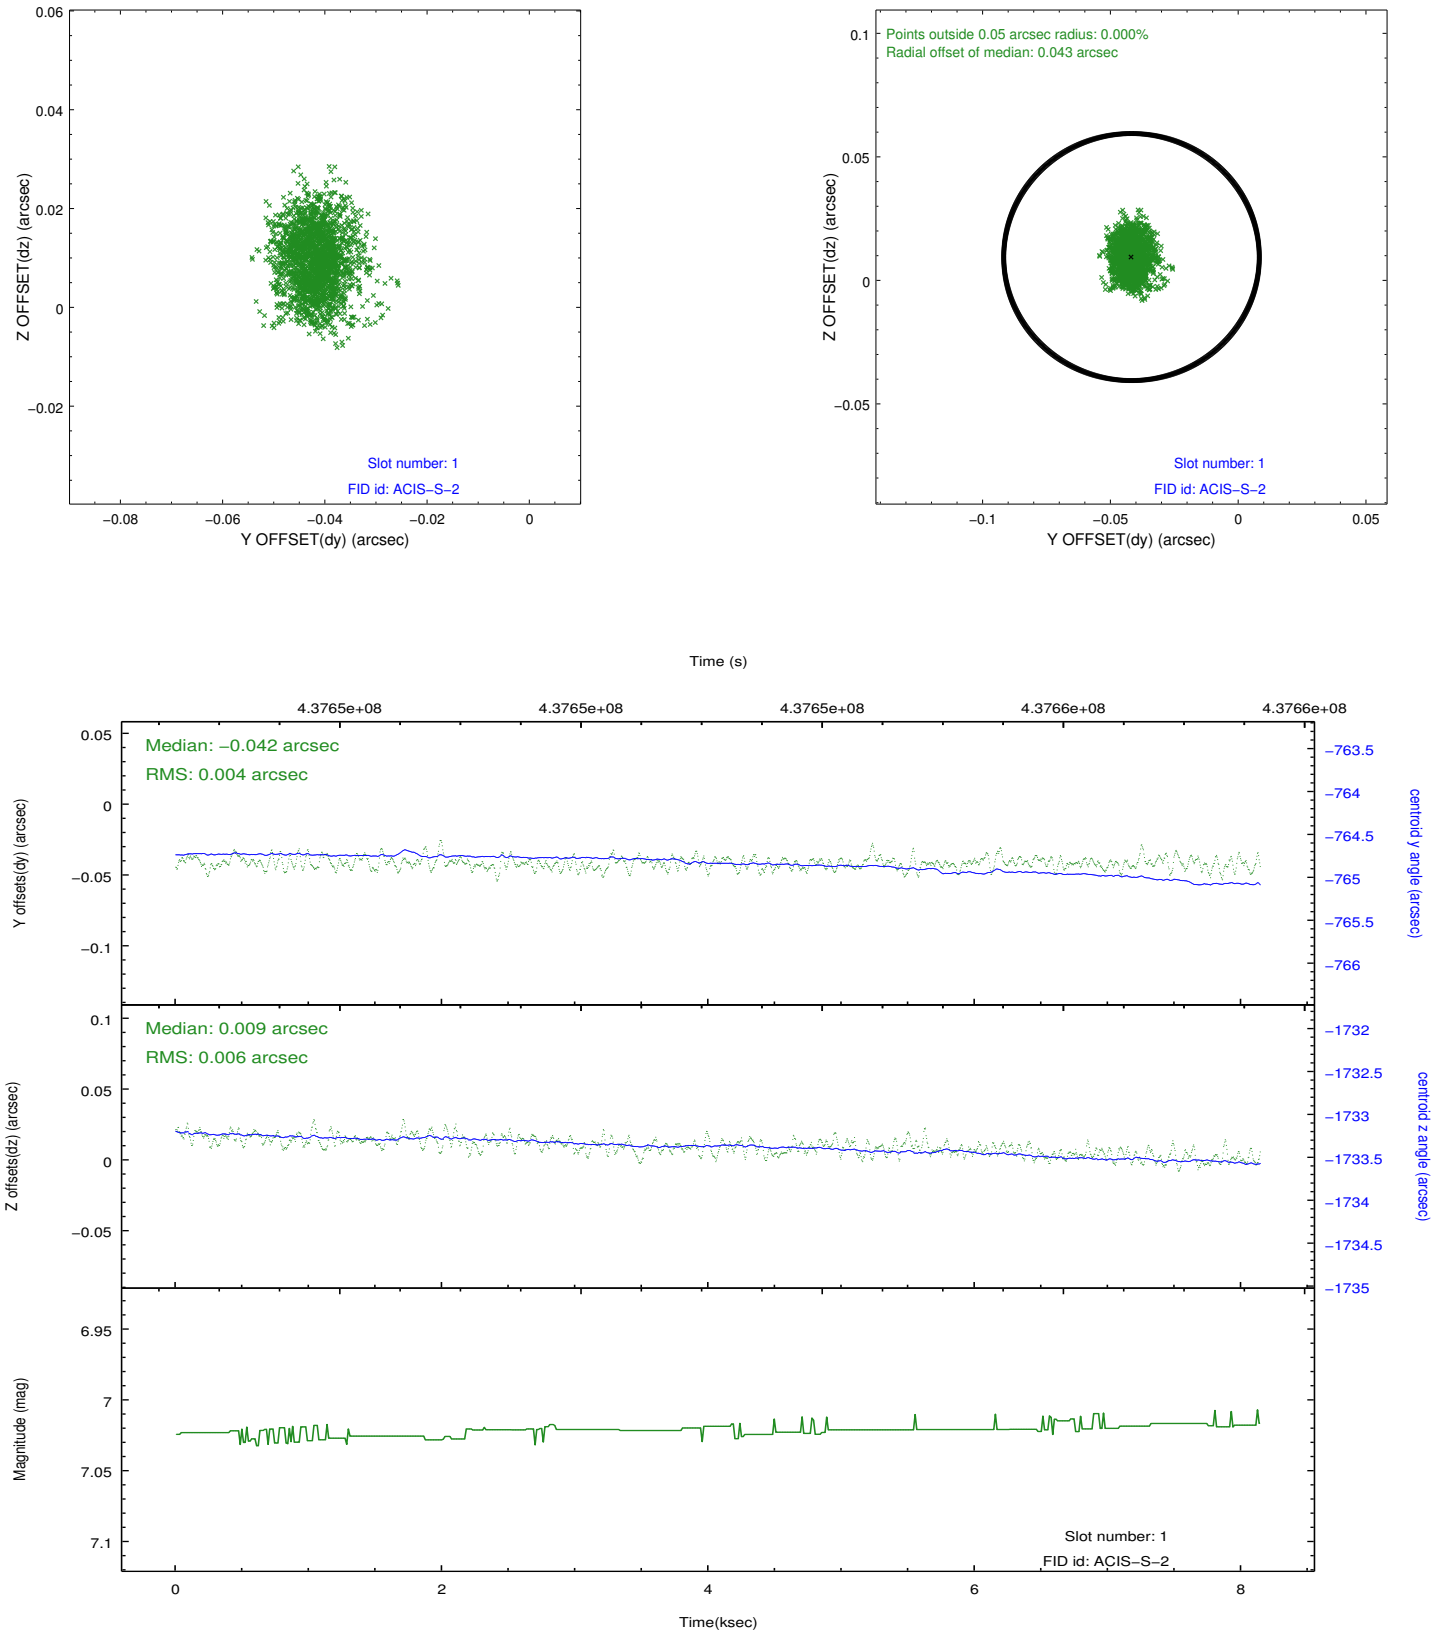 0.06
0.04
0.02
0
−0.02
Z OFFSET(dz) (arcsec)
Slot number: 1
FID id: ACIS−S−2
−0.08 −0.06 −0.04 −0.02 0
Y OFFSET(dy) (arcsec)
Points outside 0.05 arcsec radius: 0.000%
Radial offset of median: 0.043 arcsec
0.1
0.05
0
−0.05
Z OFFSET(dz) (arcsec)
Slot number: 1
FID id: ACIS−S−2
−0.1 −0.05 0 0.05
Y OFFSET(dy) (arcsec)
Time (s)
4.3765e+08 4.3765e+08 4.3765e+08 4.3766e+08 4.3766e+08
Median: −0.042 arcsec
RMS: 0.004 arcsec
0.05
0
−0.05
−0.1
Y offsets(dy) (arcsec)
−763.5
−764
−764.5
−765
−765.5
−766
centroid y angle (arcsec)
Median: 0.009 arcsec
RMS: 0.006 arcsec
0.1
0.05
0
−0.05
Z offsets(dz) (arcsec)
−1732
−1732.5
−1733
−1733.5
−1734
−1734.5
−1735
centroid z angle (arcsec)
6.95
7
7.05
7.1
Magnitude (mag)
Slot number: 1
FID id: ACIS−S−2
0 2 4 6 8
Time(ksec)